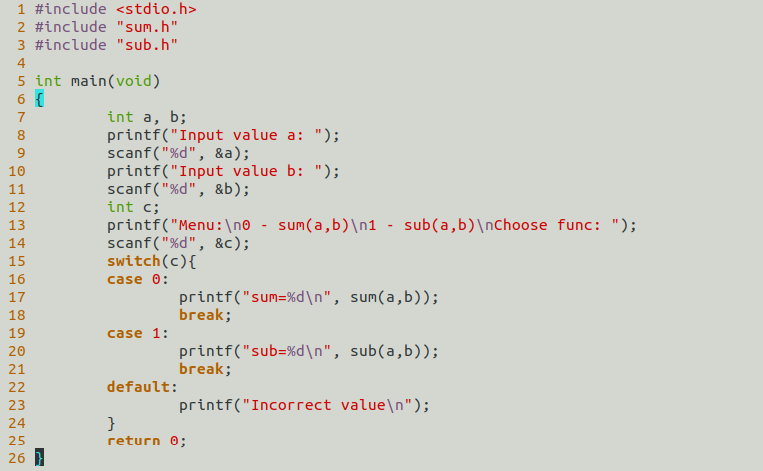 1 #include <stdio.h>
2 #include "sum.h"
3 #include "sub.h"
4
5 int main(void)
6 {
7         int a, b;
8         printf("Input value a: ");
9         scanf("%d", &a);
10         printf("Input value b: ");
11         scanf("%d", &b);
12         int c;
13         printf("Menu:\n0 - sum(a,b)\n1 - sub(a,b)\nChoose func: ");
14         scanf("%d", &c);
15         switch(c){
16         case 0:
17                 printf("sum=%d\n", sum(a,b));
18                 break;
19         case 1:
20                 printf("sub=%d\n", sub(a,b));
21                 break;
22         default:
23                 printf("Incorrect value\n");
24         }
25         return 0;
26 }